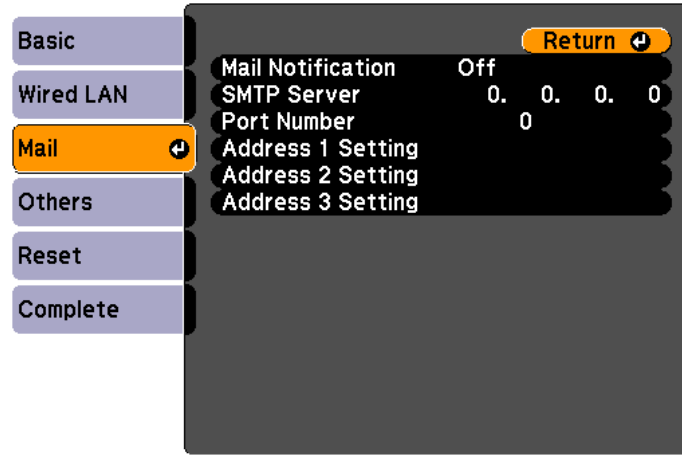 Basic
Wired LAN
Mail
Others
Reset
Complete
Return
Mail Notification Off
SMTP Server 0. 0. 0. 0
Port Number 0
Address 1 Setting
Address 2 Setting
Address 3 Setting